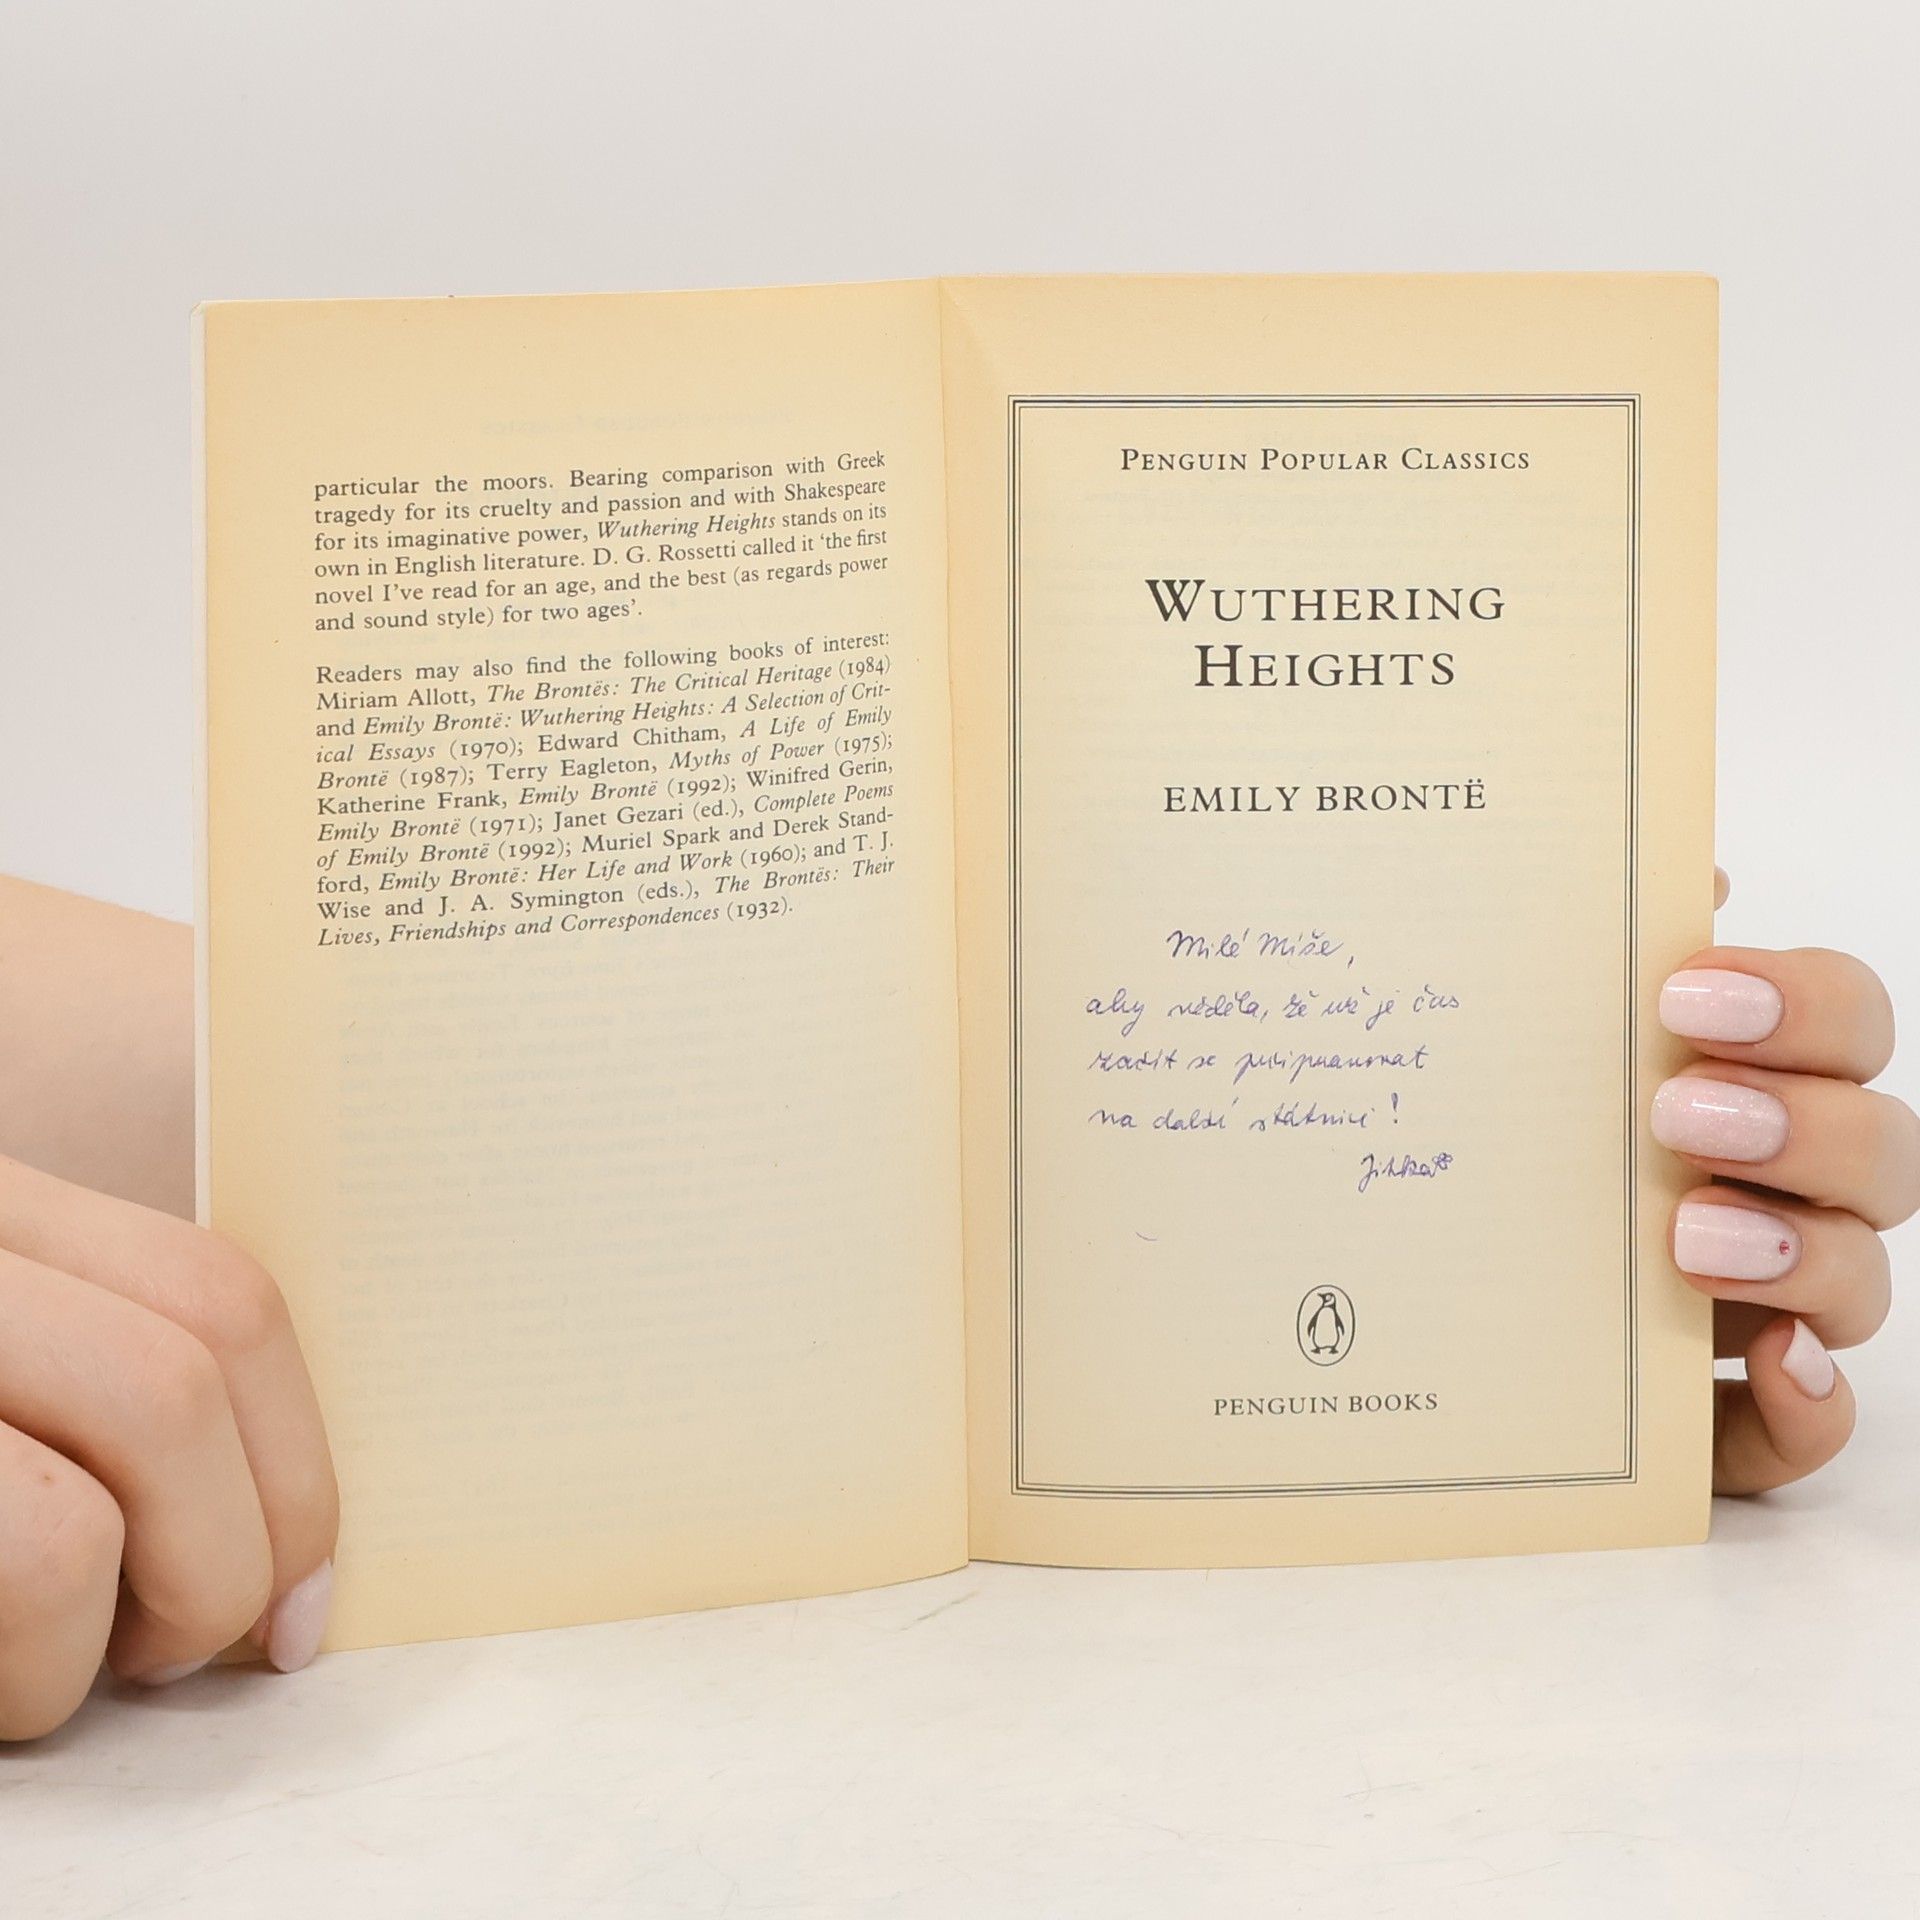 particular the moors. Bearing comparison with Greek
tragedy for its cruelty and passion and with Shakespeare
for its imaginative power, Wuthering Heights stands on its
own in English literature. D. G. Rossetti called it ‘the first
novel I’ve read for an age, and the best (as regards power
and sound style) for two ages’.
Readers may also find the following books of interest:
Miriam Allott, The Brontës: The Critical Heritage (1984)
and Emily Brontë: Wuthering Heights: A Selection of Crit-
ical Essays (1970); Edward Chitham, A Life of Emily
Brontë (1987); Terry Eagleton, Myths of Power (1975);
Katherine Frank, Emily Brontë (1992); Winifred Gerin,
Emily Brontë (1971); Janet Gezari (ed.), Complete Poems
of Emily Brontë (1992); Muriel Spark and Derek Stand-
ford, Emily Brontë: Her Life and Work (1960); and T. J.
Wise and J. A. Symington (eds.), The Brontës: Their
Lives, Friendships and Correspondences (1932).
PENGUIN POPULAR CLASSICS
WUTHERING
HEIGHTS
EMILY BRONTË
Milé Míše,
aby věděla, že už je čas
začít se připravovat
na další státnici!
Jitka
PENGUIN BOOKS